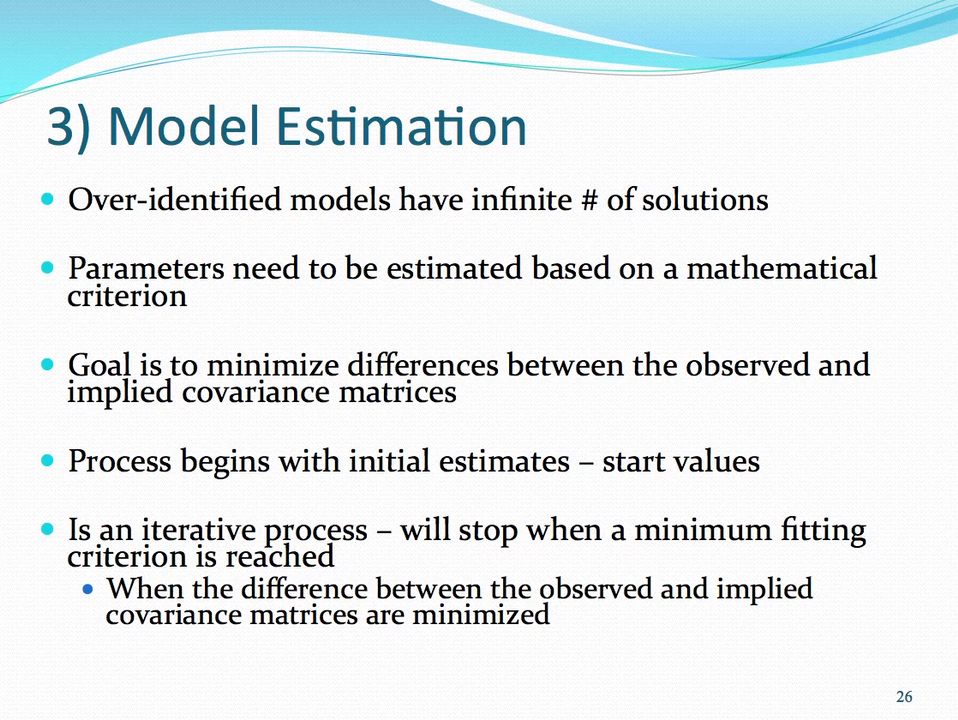 3) Model Estimation
• Over-identified models have infinite # of solutions
• Parameters need to be estimated based on a mathematical
criterion
• Goal is to minimize differences between the observed and
implied covariance matrices
• Process begins with initial estimates – start values
• Is an iterative process – will stop when a minimum fitting
criterion is reached
• When the difference between the observed and implied
covariance matrices are minimized
26